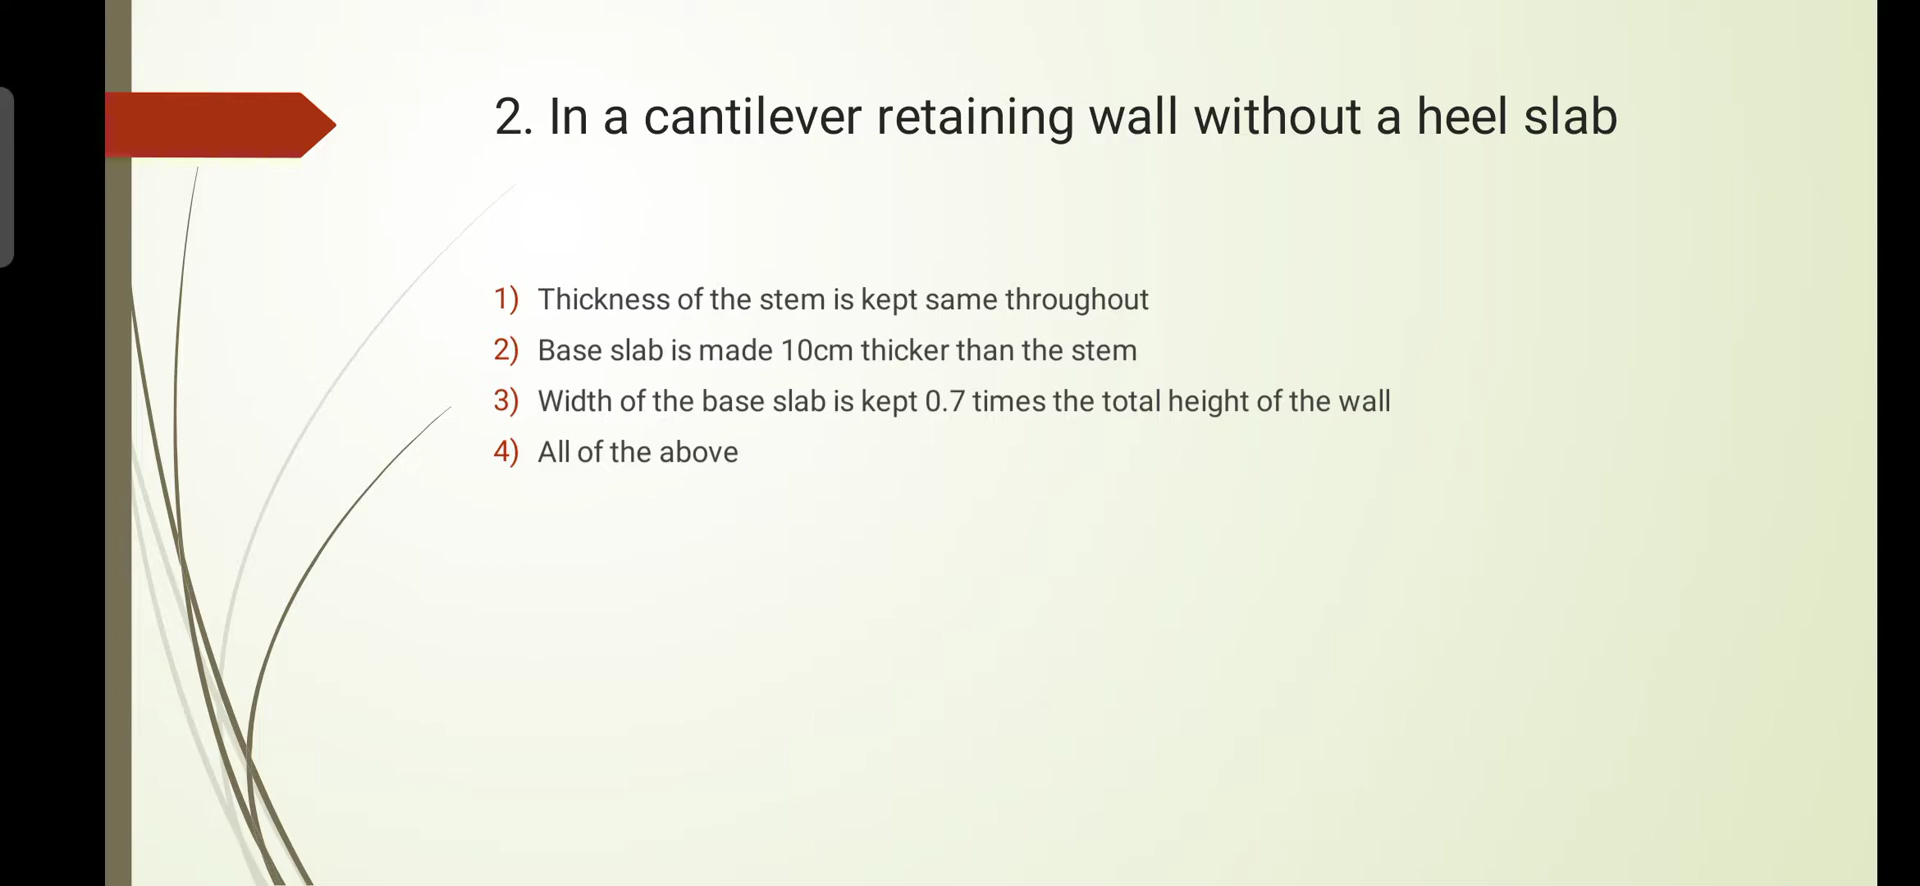 2. In a cantilever retaining wall without a heel slab
1) Thickness of the stem is kept same throughout
2) Base slab is made 10cm thicker than the stem
3) Width of the base slab is kept 0.7 times the total height of the wall
4) All of the above